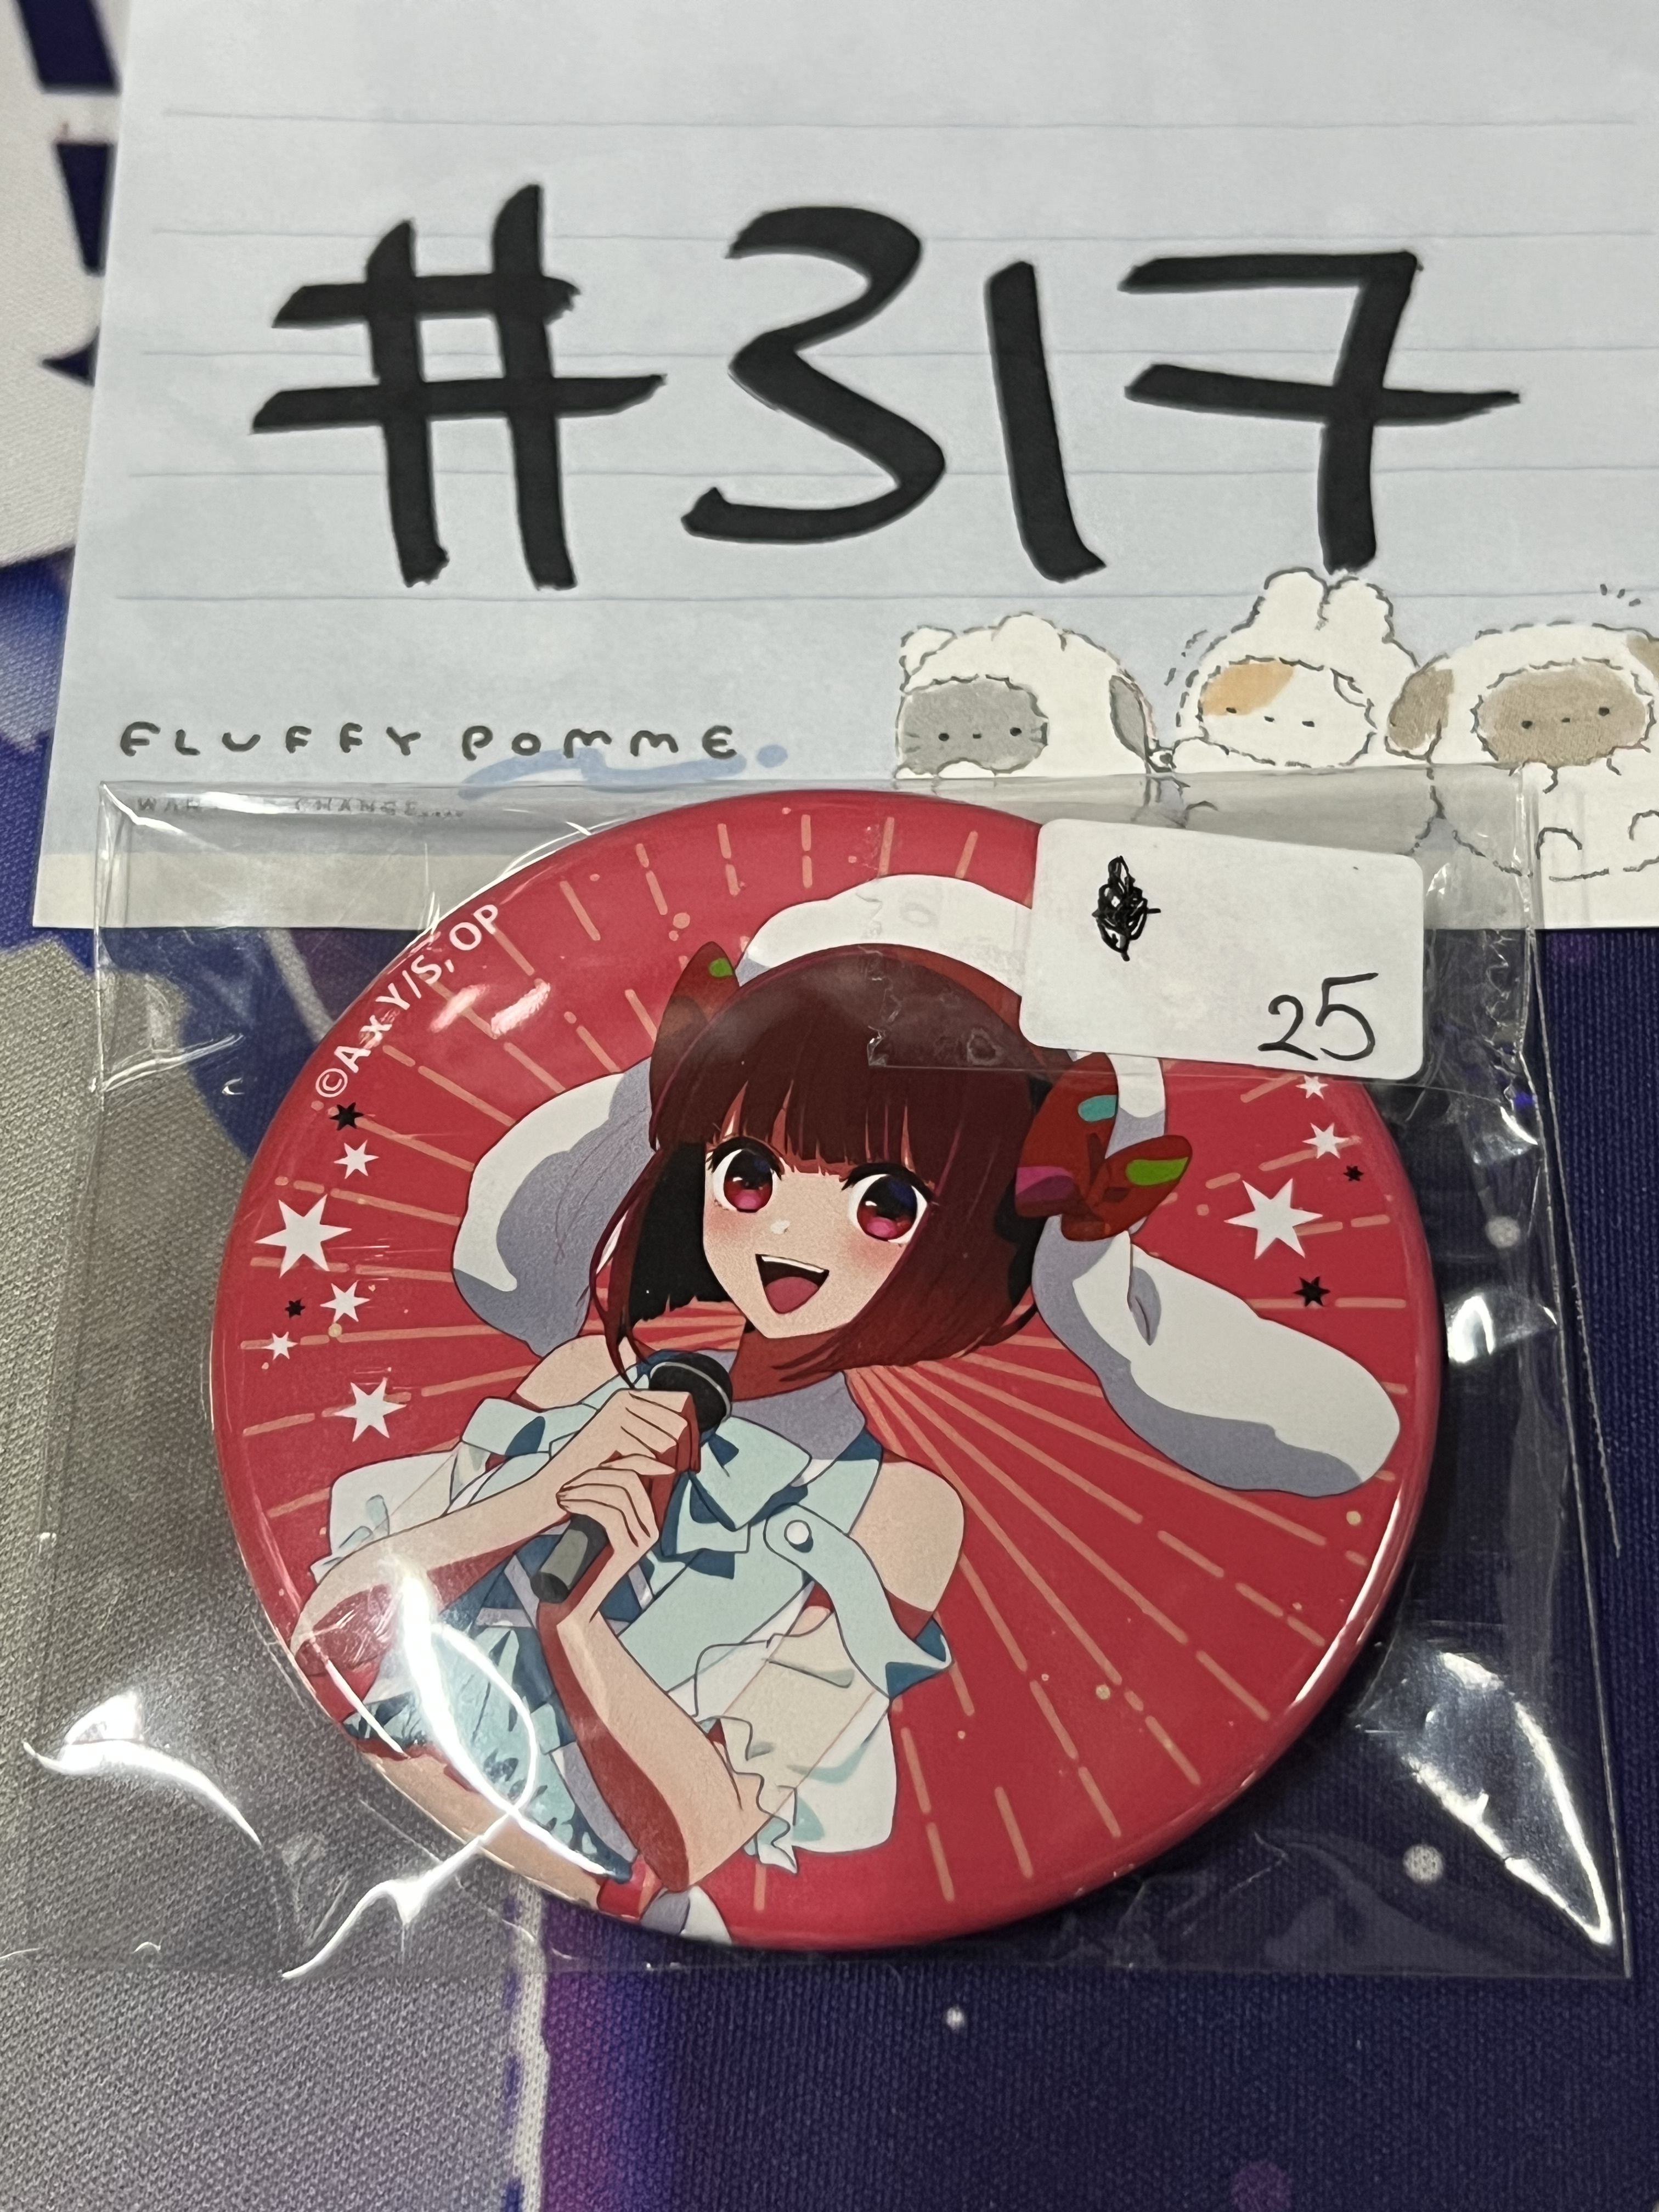 #317
FLUFFY POMME
©A×Y/S, OP
25